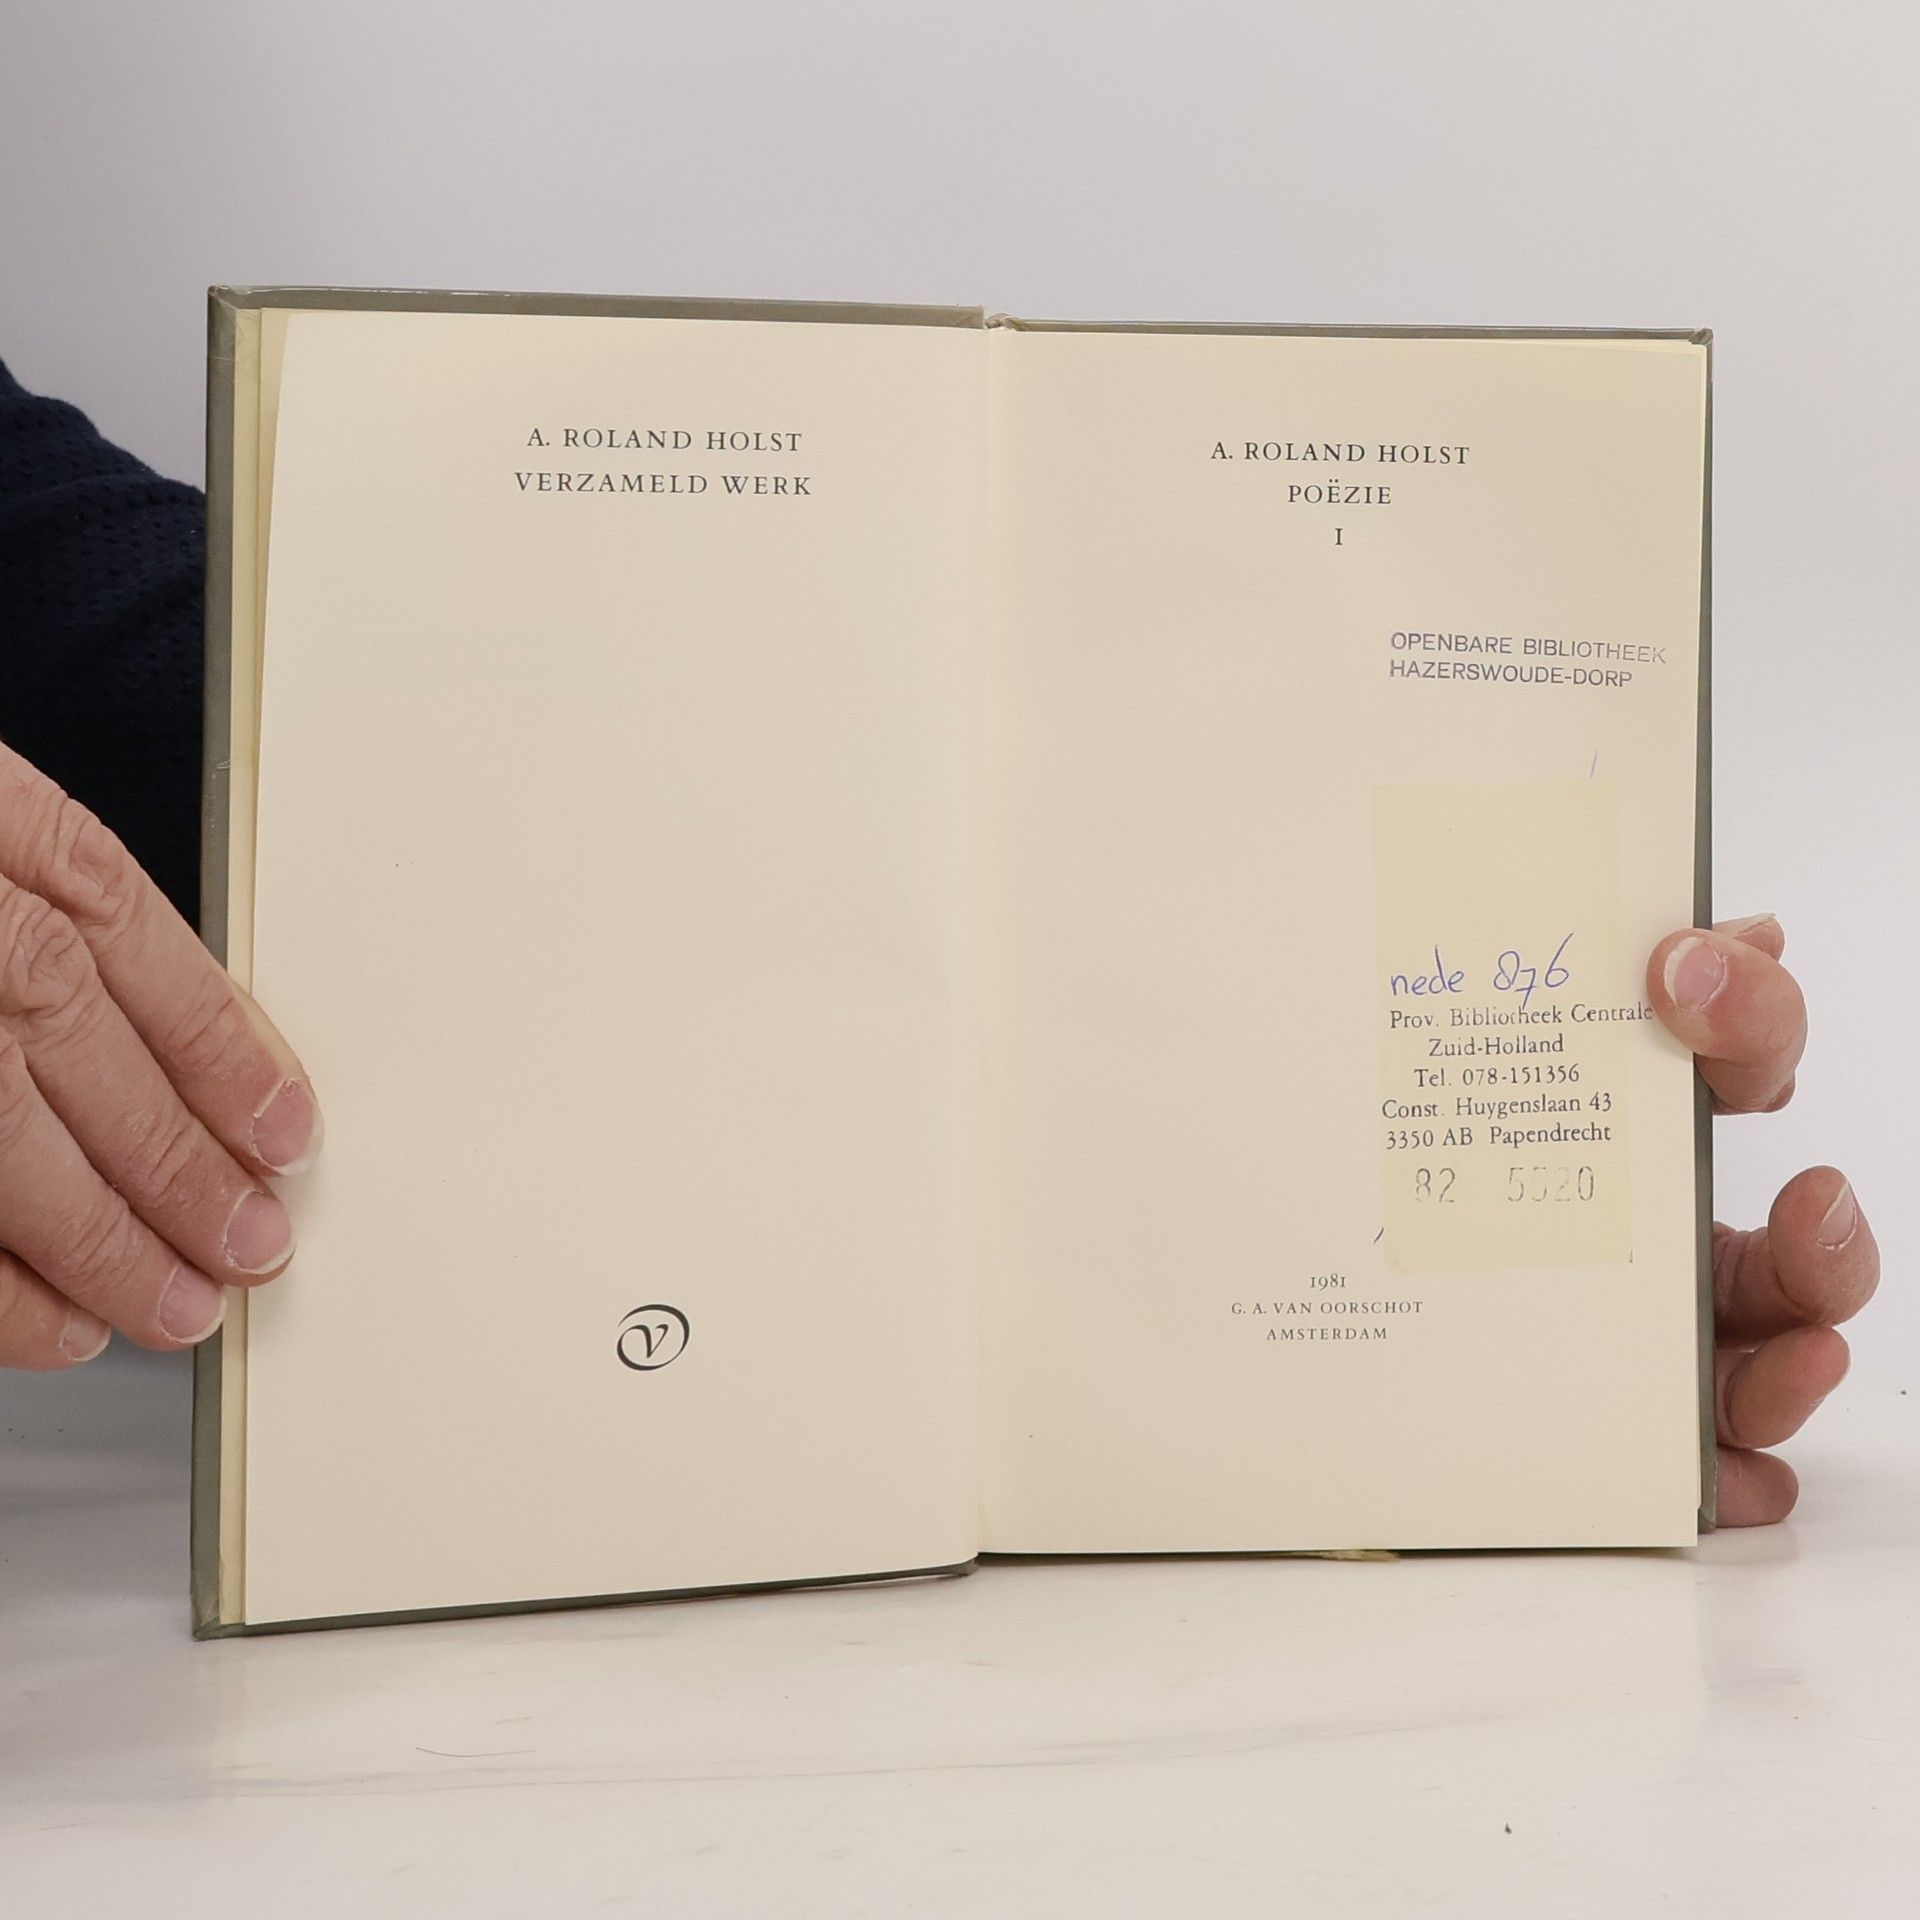 A. ROLAND HOLST
VERZAMELD WERK
V
A. ROLAND HOLST
POËZIE
I
OPENBARE BIBLIOTHEEK
HAZERSWOUDE-DORP
nede 876
Prov. Bibliotheek Centrale
Zuid-Holland
Tel. 078-151356
Const. Huygenslaan 43
3350 AB Papendrecht
82 5520
1981
G. A. VAN OORSCHOT
AMSTERDAM